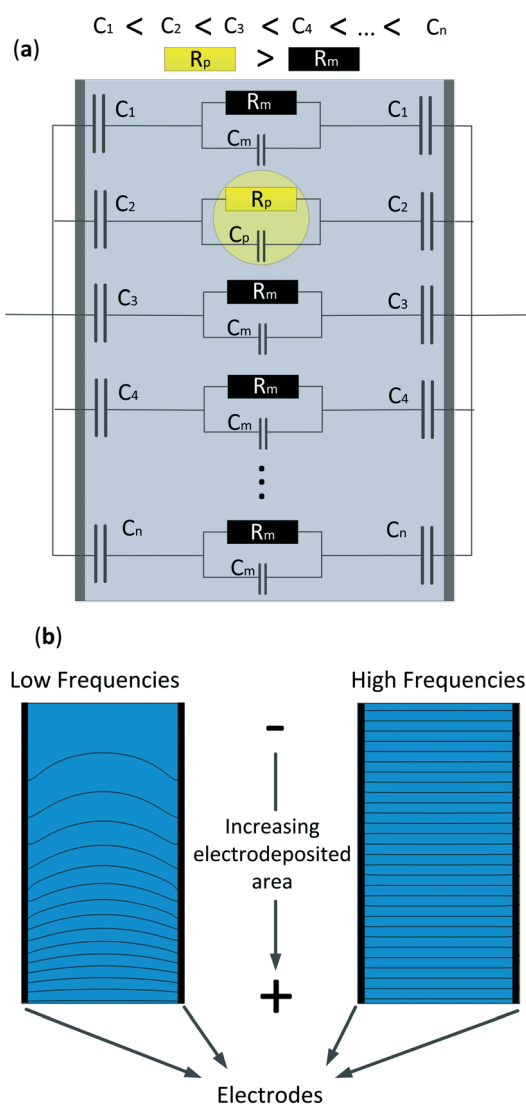 C1 < C2 < C3 < C4 < ... < Cn
(a)
Rp > Rm
C1 Rm C1
Cm
C2 Rp C2
Cp
C3 Rm C3
Cm
C4 Rm C4
Cm
Cn Rm Cn
Cm
(b)
Low Frequencies
High Frequencies
-
Increasing
electrodeposited
area
+
Electrodes